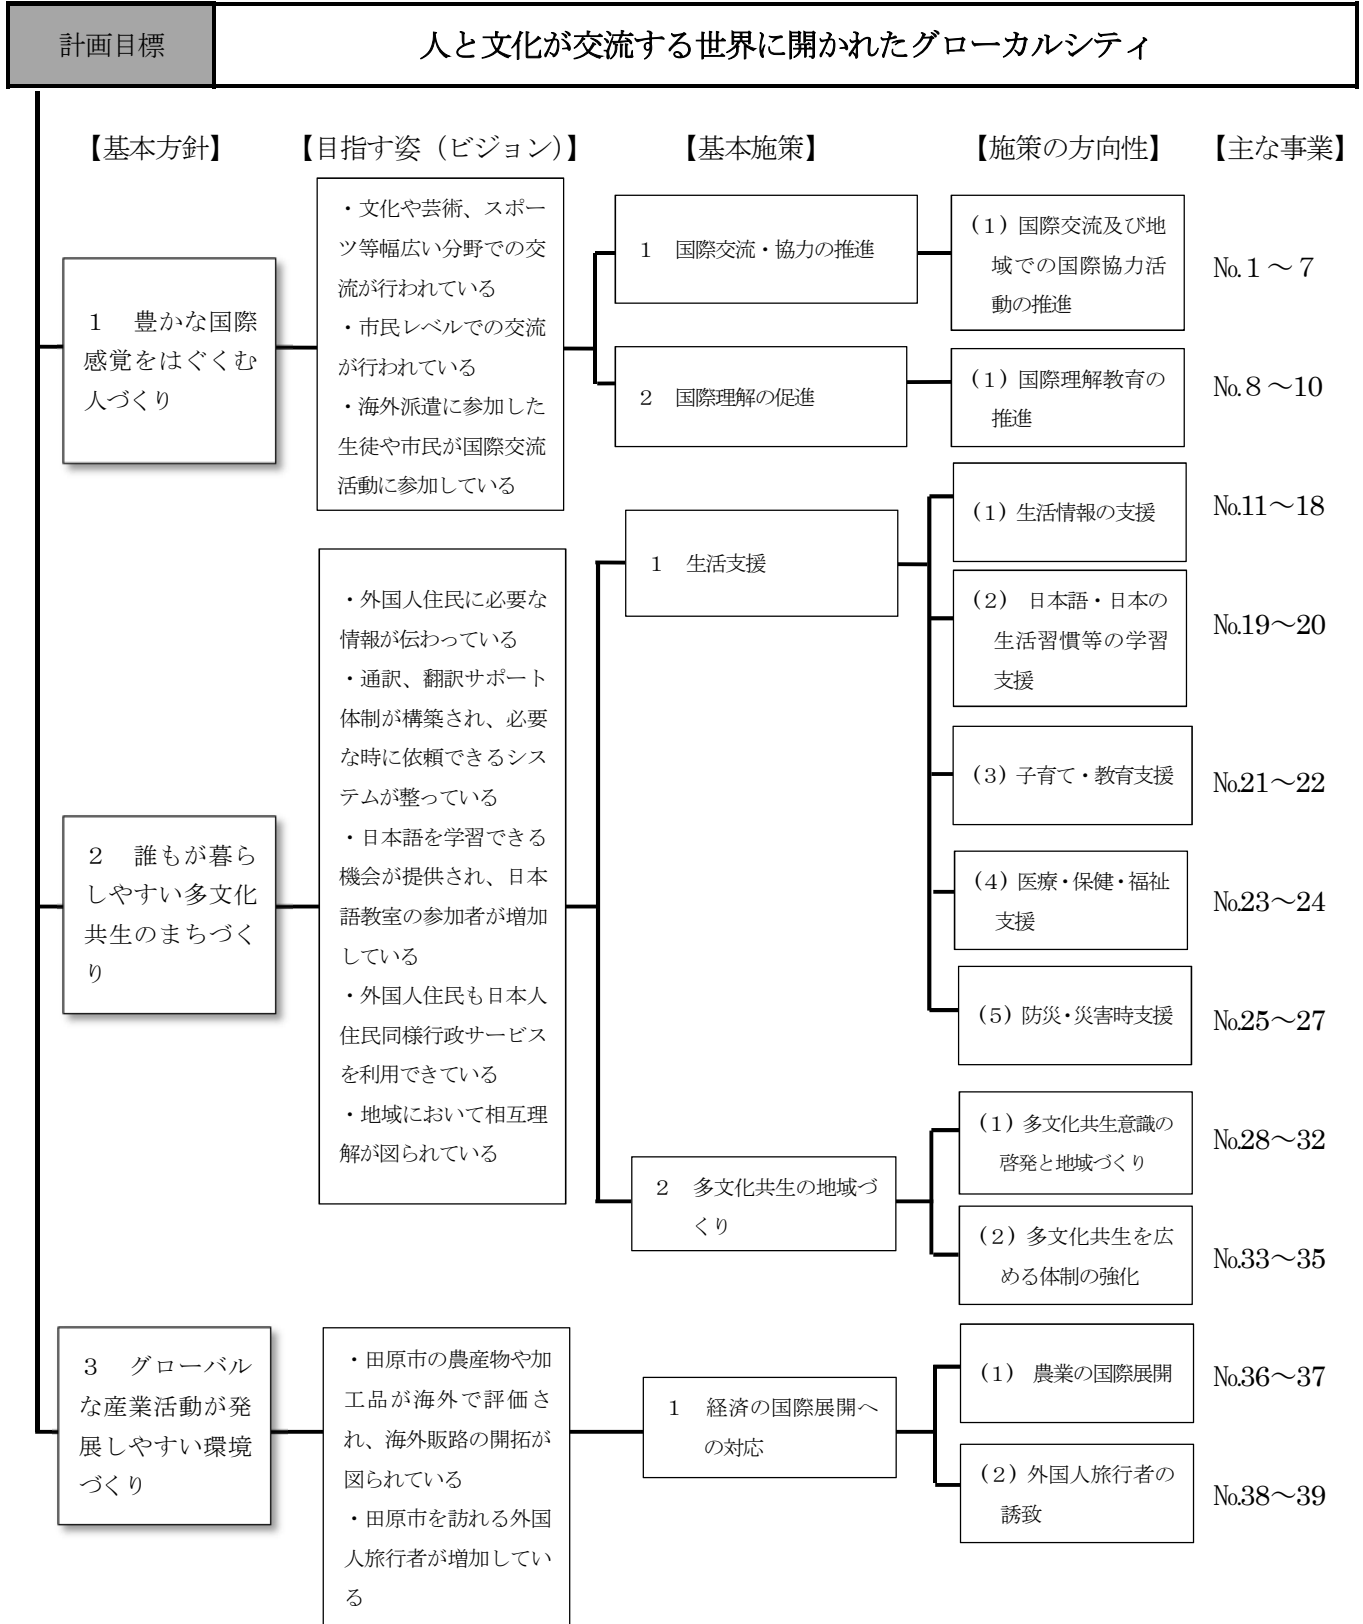 計画目標
人と文化が交流する世界に開かれたグローカルシティ
【基本方針】
【目指す姿（ビジョン）】
【基本施策】
【施策の方向性】
【主な事業】
1　豊かな国際
感覚をはぐくむ
人づくり
・文化や芸術、スポー
ツ等幅広い分野での交
流が行われている
・市民レベルでの交流
が行われている
・海外派遣に参加した
生徒や市民が国際交流
活動に参加している
1　国際交流・協力の推進
(1) 国際交流及び地
域での国際協力活
動の推進
№1～7
2　国際理解の促進
(1) 国際理解教育の
推進
№8～10
2　誰もが暮ら
しやすい多文化
共生のまちづく
り
・外国人住民に必要な
情報が伝わっている
・通訳、翻訳サポート
体制が構築され、必要
な時に依頼できるシス
テムが整っている
・日本語を学習できる
機会が提供され、日本
語教室の参加者が増加
している
・外国人住民も日本人
住民同様行政サービス
を利用できている
・地域において相互理
解が図られている
1　生活支援
(1) 生活情報の支援
№11～18
(2)　日本語・日本の
生活習慣等の学習
支援
№19～20
(3) 子育て・教育支援
№21～22
(4) 医療・保健・福祉
支援
№23～24
(5) 防災・災害時支援
№25～27
2　多文化共生の地域づ
くり
(1) 多文化共生意識の
啓発と地域づくり
№28～32
(2) 多文化共生を広
める体制の強化
№33～35
3　グローバル
な産業活動が発
展しやすい環境
づくり
・田原市の農産物や加
工品が海外で評価さ
れ、海外販路の開拓が
図られている
・田原市を訪れる外国
人旅行者が増加してい
る
1　経済の国際展開へ
の対応
(1)　農業の国際展開
№36～37
(2) 外国人旅行者の
誘致
№38～39